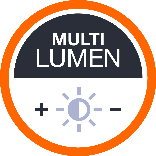 MULTI
LUMEN
+ -